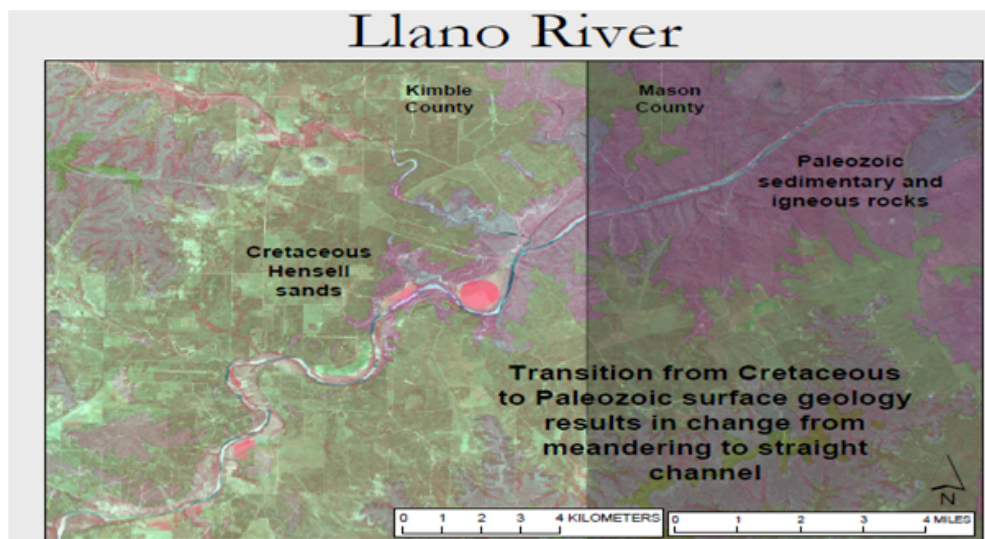 Llano River
Kimble
County
Mason
County
Paleozoic
sedimentary and
igneous rocks
Cretaceous
Hensell
sands
Transition from Cretaceous
to Paleozoic surface geology
results in change from
meandering to straight
channel
N
0 1 2 3 4 KILOMETERS
0 1 2 3 4 MILES